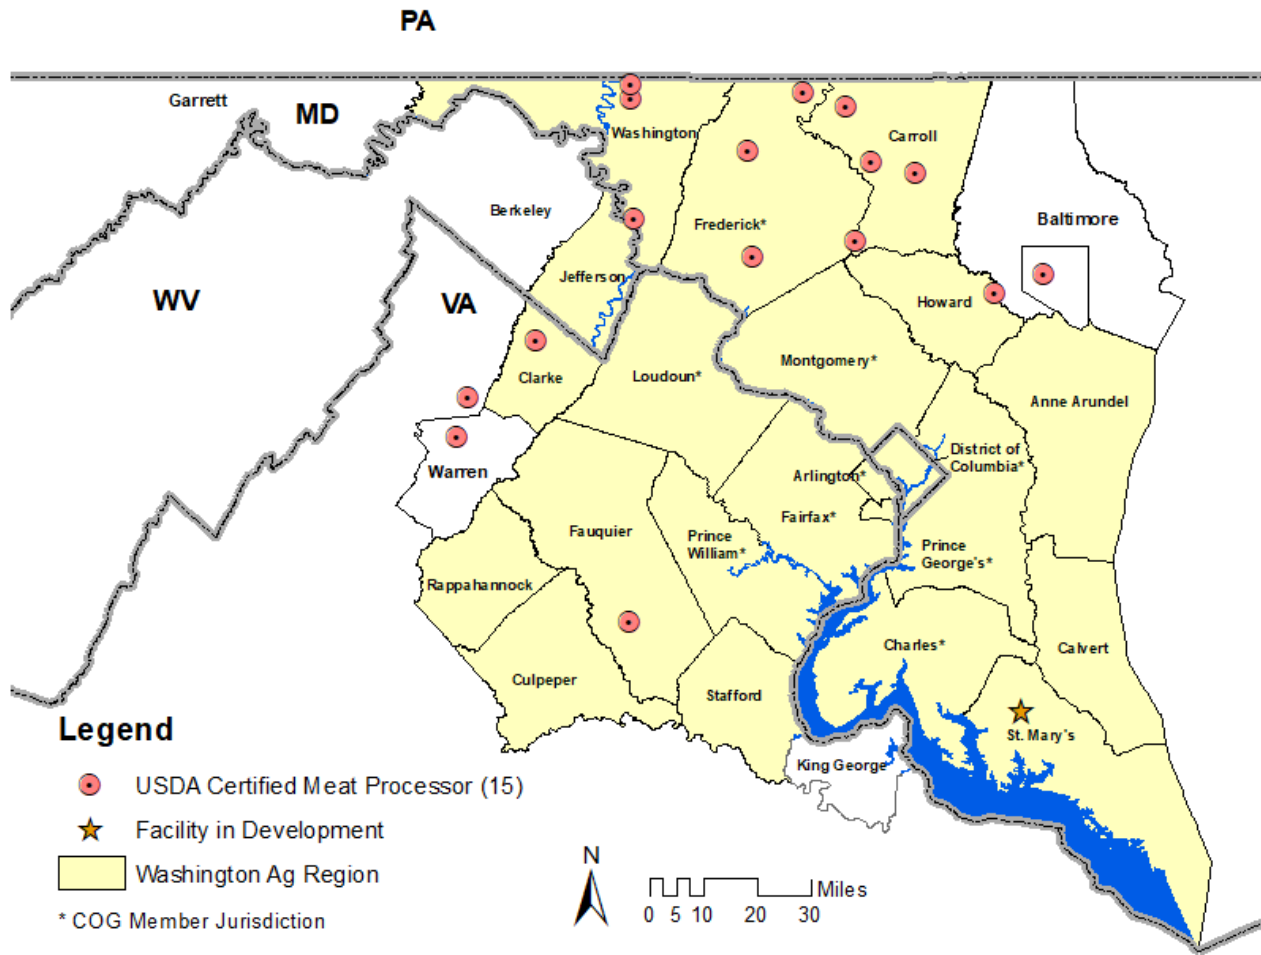 PA
Garrett
MD
Washington
Carroll
Berkeley
Frederick*
Baltimore
Jefferson
WV
VA
Howard
Clarke
Loudoun*
Montgomery*
Anne Arundel
Warren
District of
Columbia*
Arlington*
Fairfax*
Fauquier
Prince
William*
Prince
George's*
Rappahannock
Charles*
Calvert
Culpeper
Stafford
St. Mary's
King George
Legend
USDA Certified Meat Processor (15)
Facility in Development
Washington Ag Region
* COG Member Jurisdiction
N
Miles
0 5 10 20 30